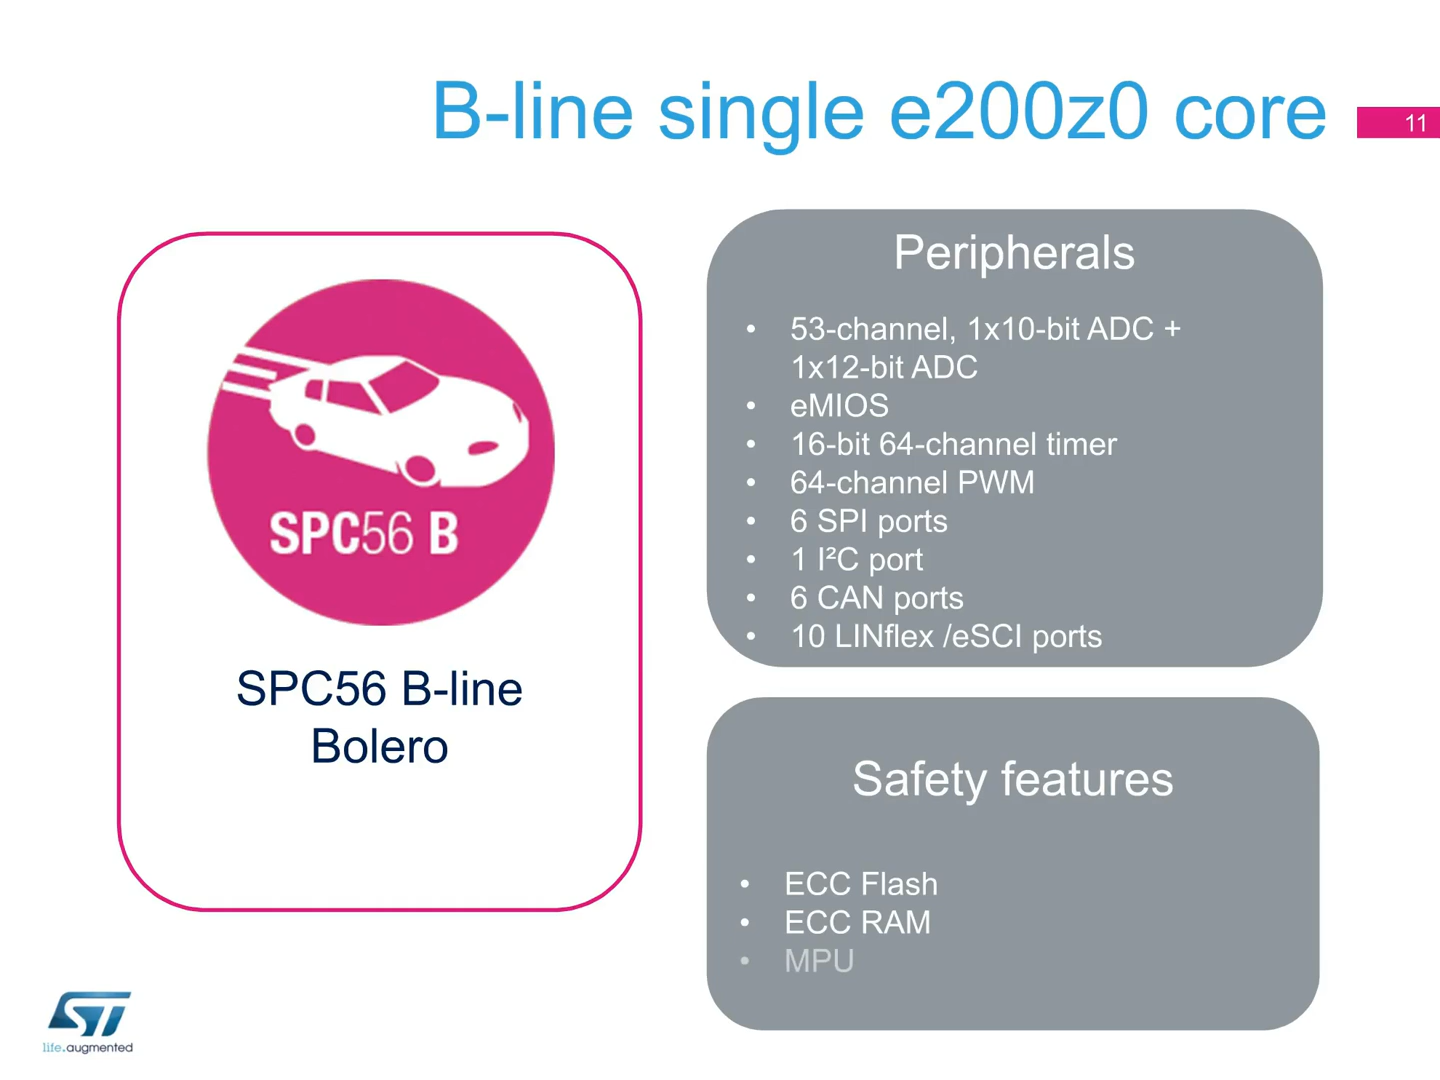 B-line single e200z0 core
11
SPC56 B
SPC56 B-line
Bolero
Peripherals
• 53-channel, 1x10-bit ADC +
1x12-bit ADC
• eMIOS
• 16-bit 64-channel timer
• 64-channel PWM
• 6 SPI ports
• 1 I²C port
• 6 CAN ports
• 10 LINflex /eSCI ports
Safety features
• ECC Flash
• ECC RAM
• MPU
ST
life.augmented